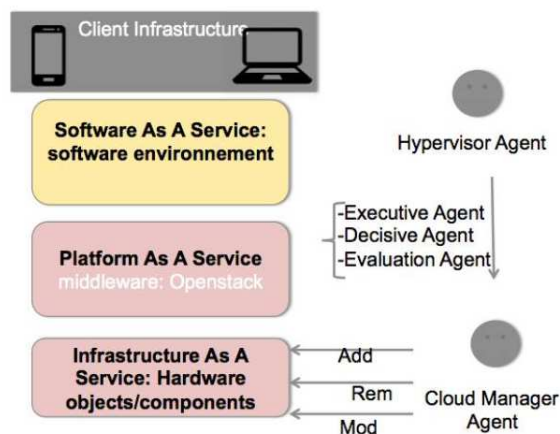 Client Infrastructure
Software As A Service:
software environnement
Hypervisor Agent
-Executive Agent
-Decisive Agent
-Evaluation Agent
Platform As A Service
middleware: Openstack
Infrastructure As A
Service: Hardware
objects/components
Add
Rem
Mod
Cloud Manager
Agent